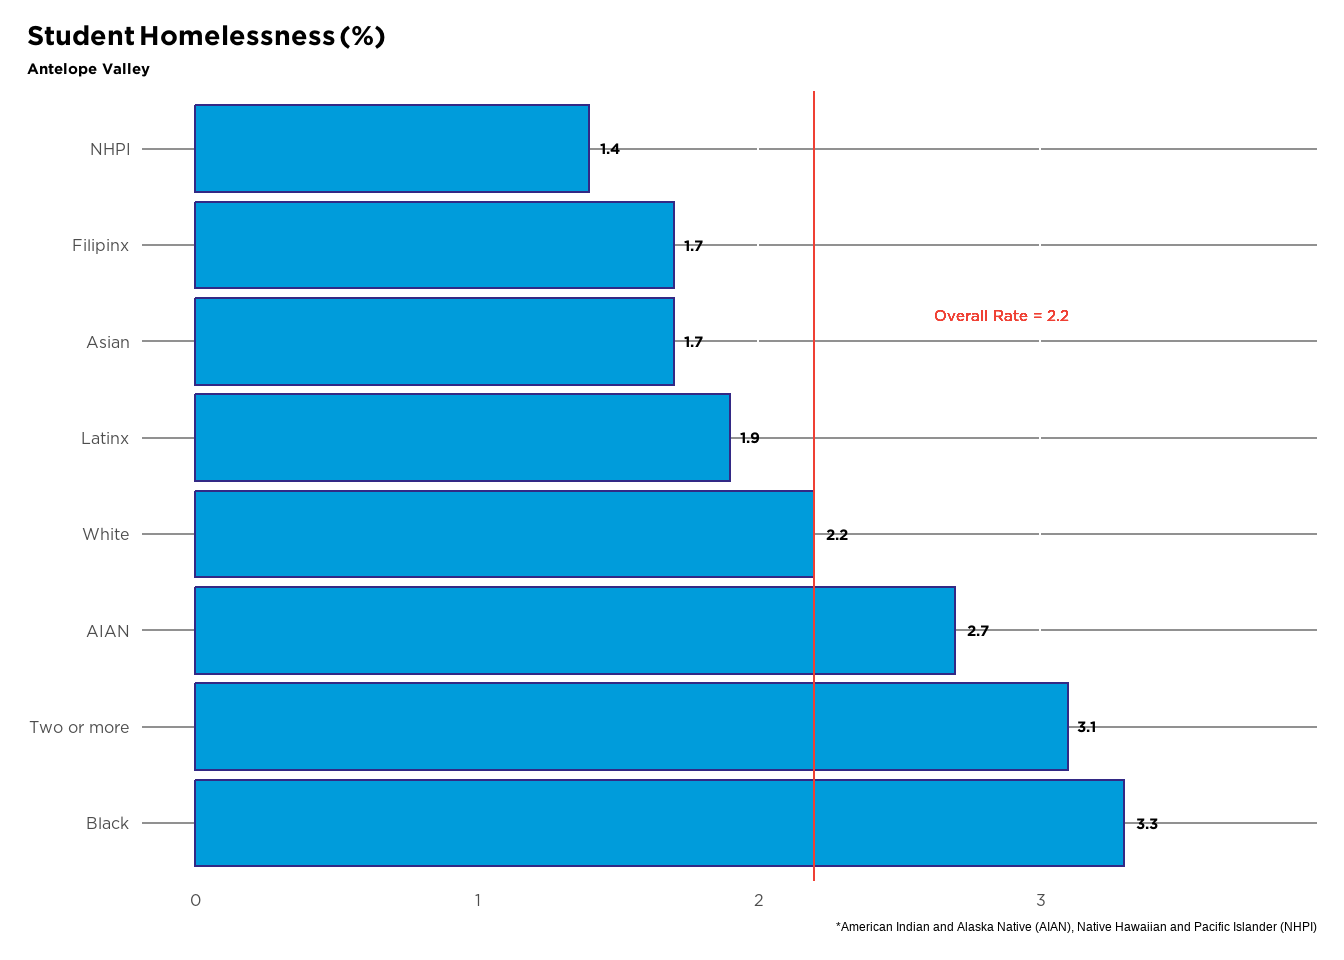 Student Homelessness (%)
Antelope Valley
NHPI 1.4
Filipinx 1.7
Overall Rate = 2.2
Asian 1.7
Latinx 1.9
White 2.2
AIAN 2.7
Two or more 3.1
Black 3.3
0 1 2 3
*American Indian and Alaska Native (AIAN), Native Hawaiian and Pacific Islander (NHPI)